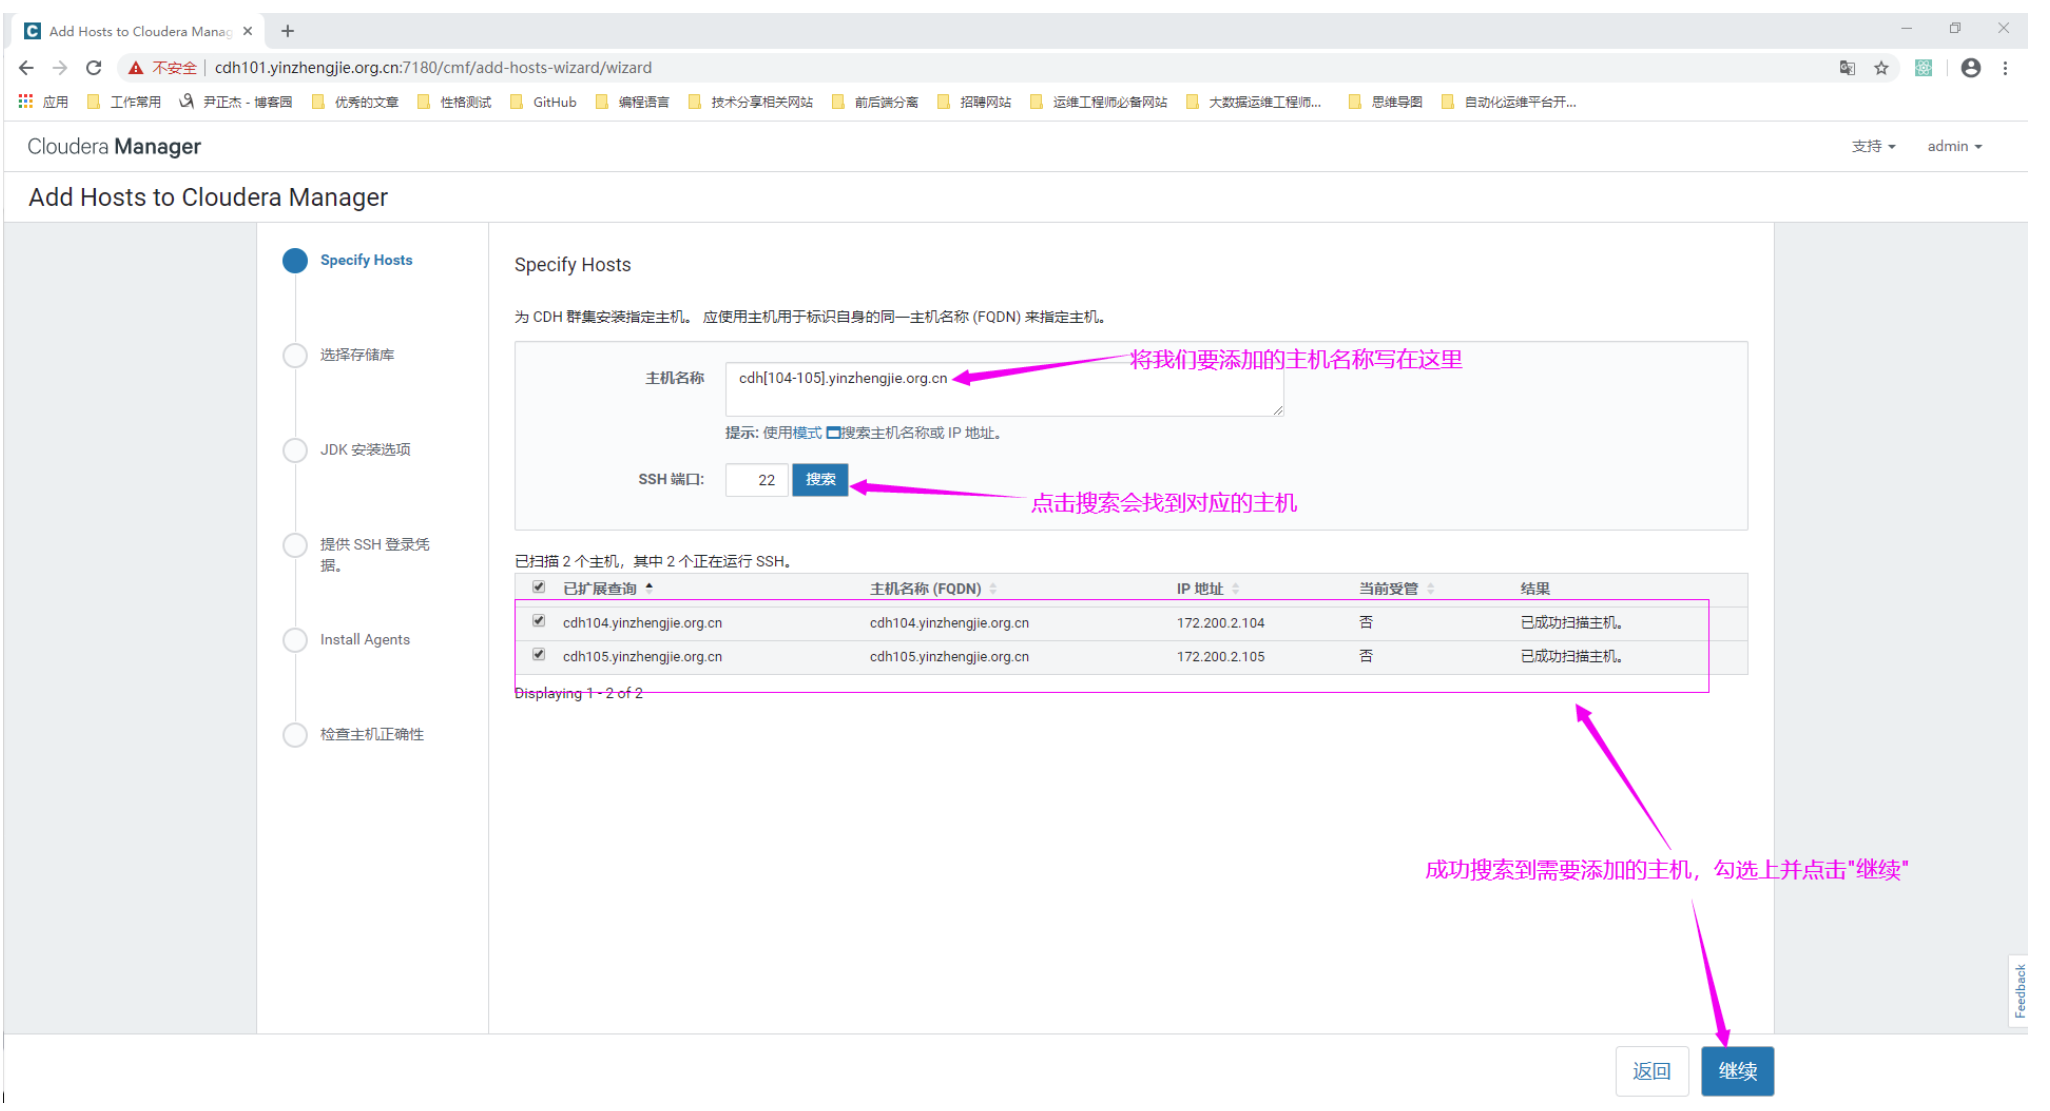 Add Hosts to Cloudera Manag
不安全 | cdh101.yinzhengjie.org.cn:7180/cmf/add-hosts-wizard/wizard
应用 工作常用 尹正杰 - 博客园 优秀的文章 性格测试 GitHub 编程语言 技术分享相关网站 前后端分离 招聘网站 运维工程师必备网站 大数据运维工程师... 思维导图 自动化运维平台开...
Cloudera Manager
支持 admin
Add Hosts to Cloudera Manager
Specify Hosts
选择存储库
JDK 安装选项
提供 SSH 登录凭
据。
Install Agents
检查主机正确性
Specify Hosts
为 CDH 群集安装指定主机。 应使用主机用于标识自身的同一主机名称 (FQDN) 来指定主机。
主机名称 cdh[104-105].yinzhengjie.org.cn
将我们要添加的主机名称写在这里
提示: 使用模式 搜索主机名称或 IP 地址。
SSH 端口: 22 搜索
点击搜索会找到对应的主机
已扫描 2 个主机，其中 2 个正在运行 SSH。
已扩展查询 主机名称 (FQDN) IP 地址 当前受管 结果
cdh104.yinzhengjie.org.cn cdh104.yinzhengjie.org.cn 172.200.2.104 否 已成功扫描主机。
cdh105.yinzhengjie.org.cn cdh105.yinzhengjie.org.cn 172.200.2.105 否 已成功扫描主机。
Displaying 1 - 2 of 2
成功搜索到需要添加的主机，勾选上并点击"继续"
Feedback
返回 继续